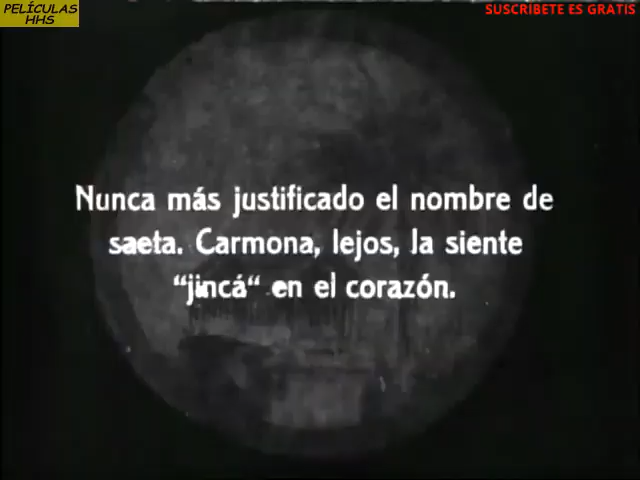 PELÍCULAS
HHS
SUSCRIBETE ES GRATIS
Nunca más justificado el nombre de
saeta. Carmona, lejos, la siente
“jincá“ en el corazón.